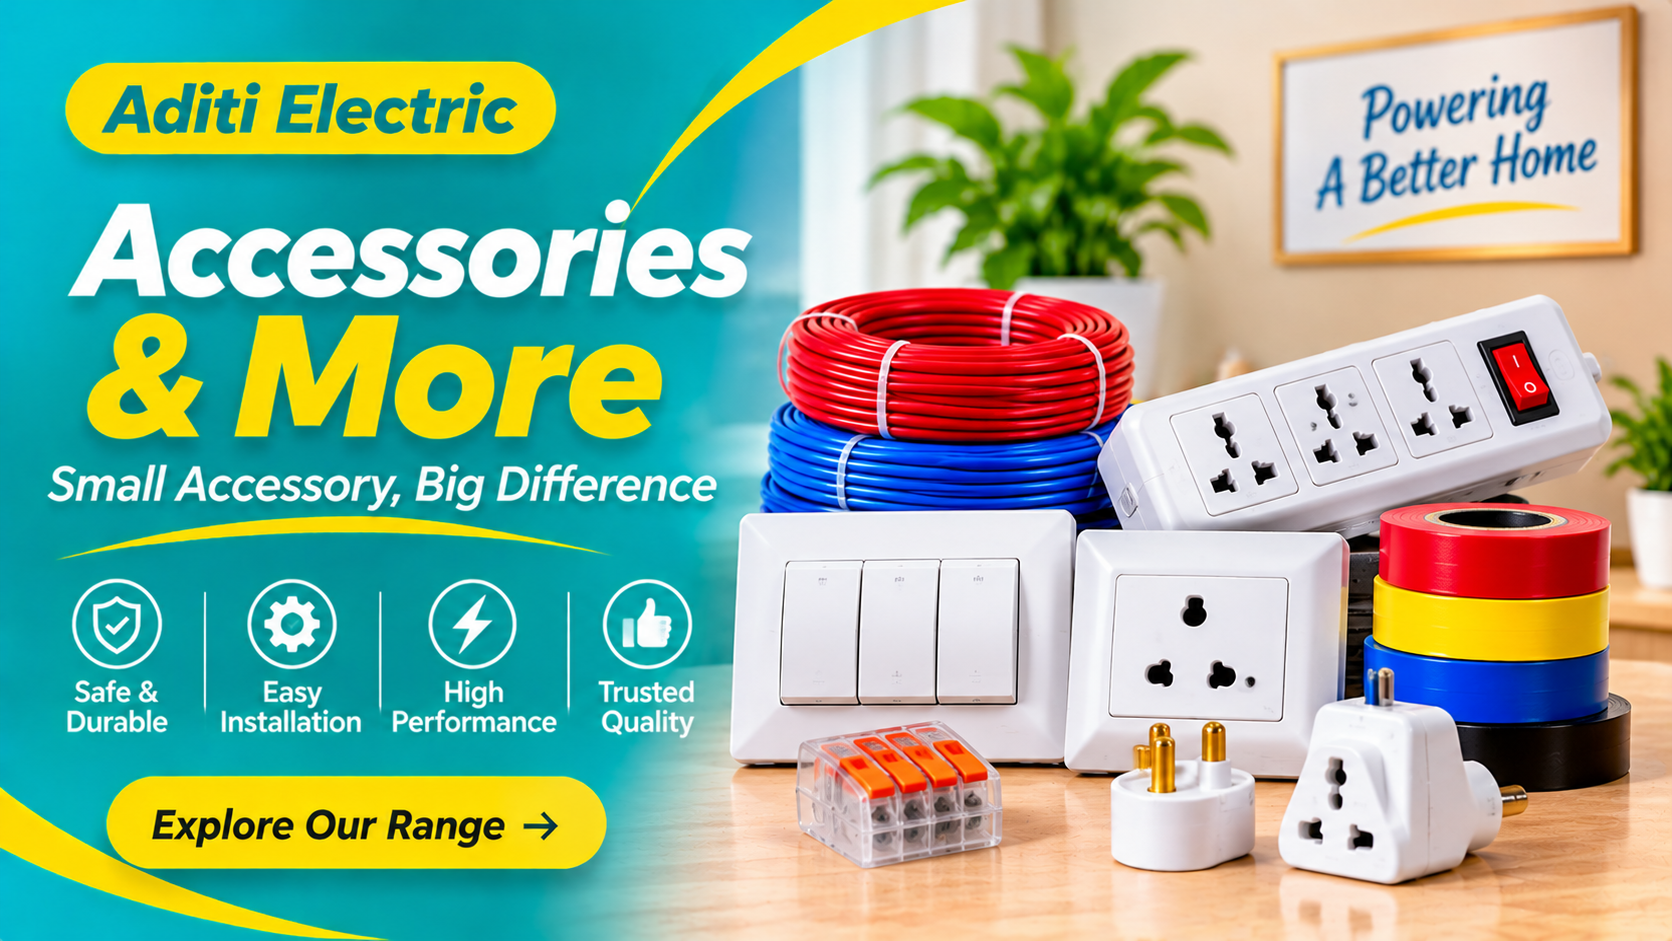 Aditi Electric
Accessories
& More
Small Accessory, Big Difference
Safe &
Durable
Easy
Installation
High
Performance
Trusted
Quality
Explore Our Range →
Powering
A Better Home